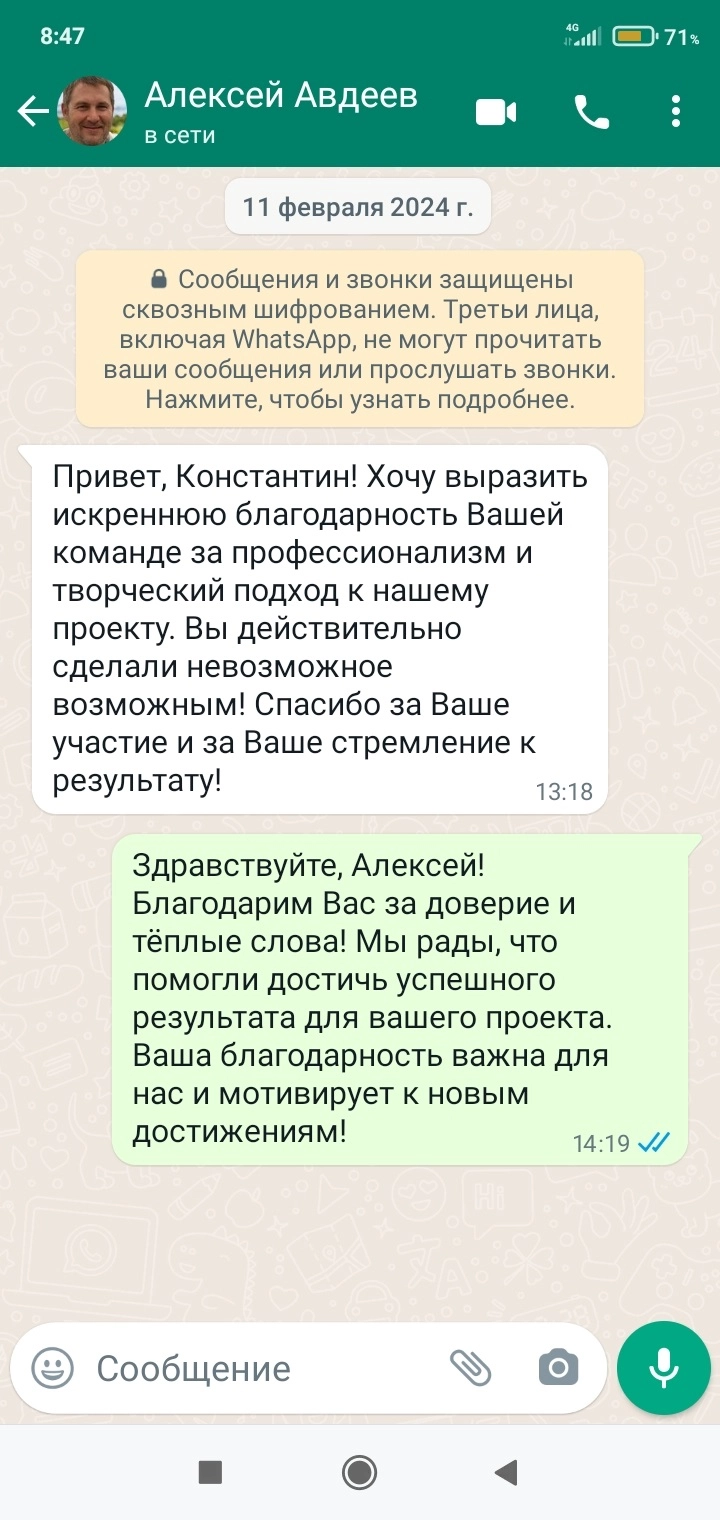 8:47
4G
71%
Алексей Авдеев
в сети
11 февраля 2024 г.
Сообщения и звонки защищены
сквозным шифрованием. Третьи лица,
включая WhatsApp, не могут прочитать
ваши сообщения или прослушать звонки.
Нажмите, чтобы узнать подробнее.
Привет, Константин! Хочу выразить
искреннюю благодарность Вашей
команде за профессионализм и
творческий подход к нашему
проекту. Вы действительно
сделали невозможное
возможным! Спасибо за Ваше
участие и за Ваше стремление к
результату!
13:18
Здравствуйте, Алексей!
Благодарим Вас за доверие и
тёплые слова! Мы рады, что
помогли достичь успешного
результата для вашего проекта.
Ваша благодарность важна для
нас и мотивирует к новым
достижениям!
14:19
Сообщение